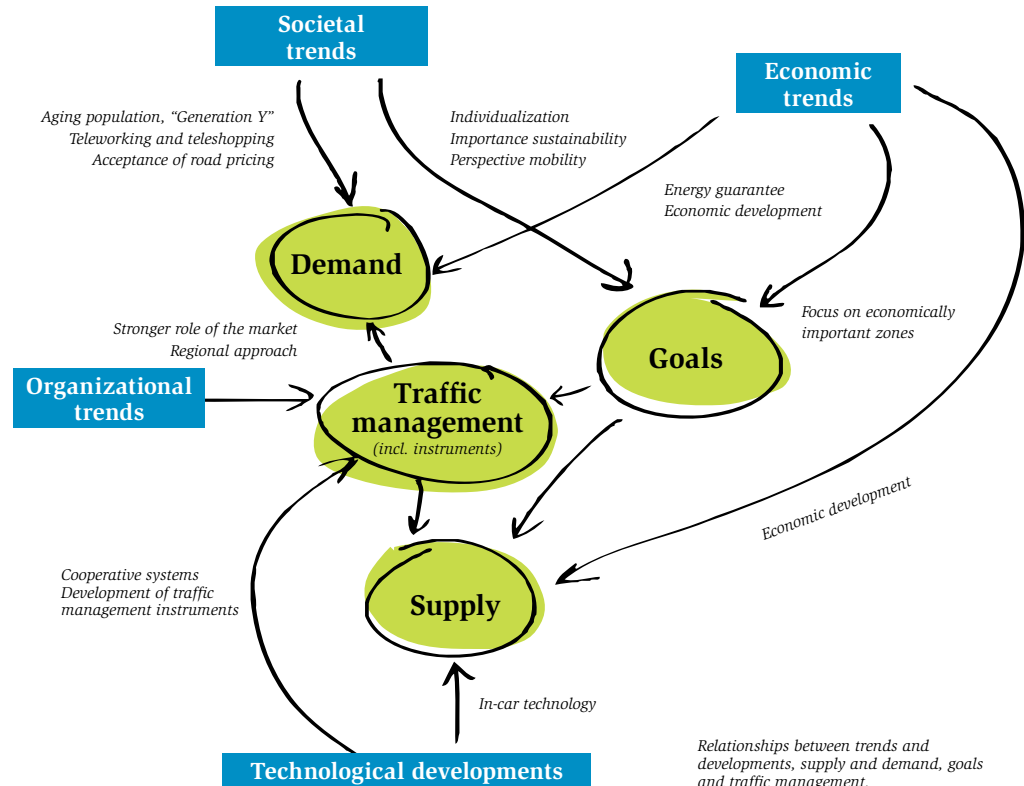 Societal
trends
Economic
trends
Aging population, “Generation Y”
Teleworking and teleshopping
Acceptance of road pricing
Individualization
Importance sustainability
Perspective mobility
Energy guarantee
Economic development
Demand
Focus on economically
important zones
Stronger role of the market
Regional approach
Goals
Organizational
trends
Traffic
management
(incl. instruments)
Economic development
Cooperative systems
Development of traffic
management instruments
Supply
In-car technology
Technological developments
Relationships between trends and
developments, supply and demand, goals
and traffic management.